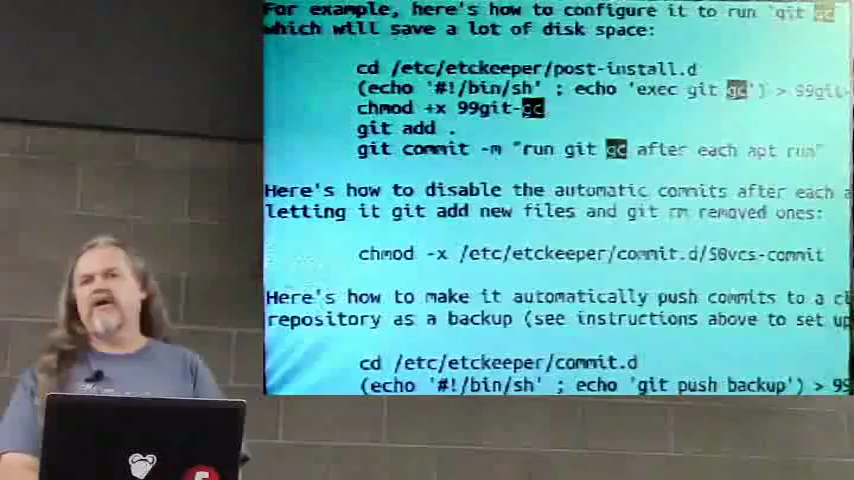 For example, here's how to configure it to run 'git gc
which will save a lot of disk space:
cd /etc/etckeeper/post-install.d
(echo '#!/bin/sh' ; echo 'exec git gc') > 99git-
chmod +x 99git-gc
git add .
git commit -m "run git gc after each apt run"
Here's how to disable the automatic commits after each a
letting it git add new files and git rm removed ones:
chmod -x /etc/etckeeper/commit.d/50vcs-commit
Here's how to make it automatically push commits to a cl
repository as a backup (see instructions above to set up
cd /etc/etckeeper/commit.d
(echo '#!/bin/sh' ; echo 'git push backup') > 99